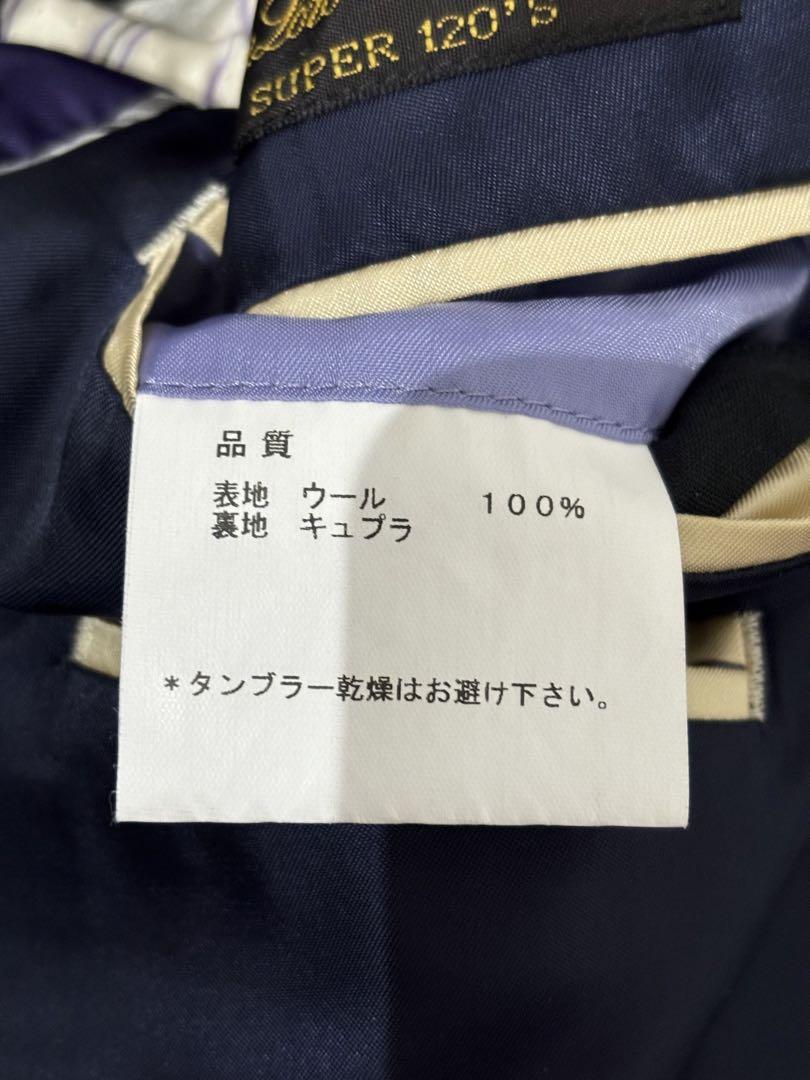 SUPER 120'S
品質
表地 ウール 100%
裏地 キュプラ
*タンブラー乾燥はお避け下さい。